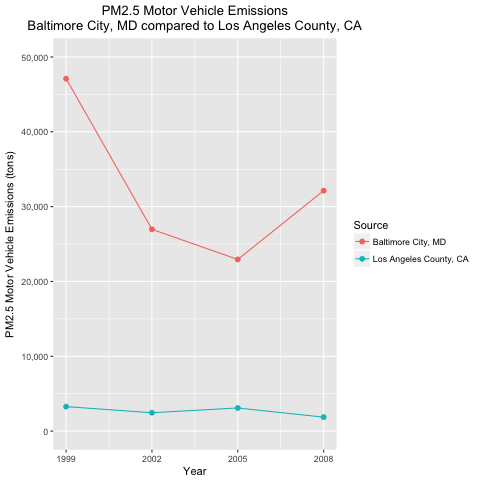 PM2.5 Motor Vehicle Emissions
Baltimore City, MD compared to Los Angeles County, CA
PM2.5 Motor Vehicle Emissions (tons)
50,000
40,000
30,000
20,000
10,000
0
1999 2002 2005 2008
Year
Source
Baltimore City, MD
Los Angeles County, CA